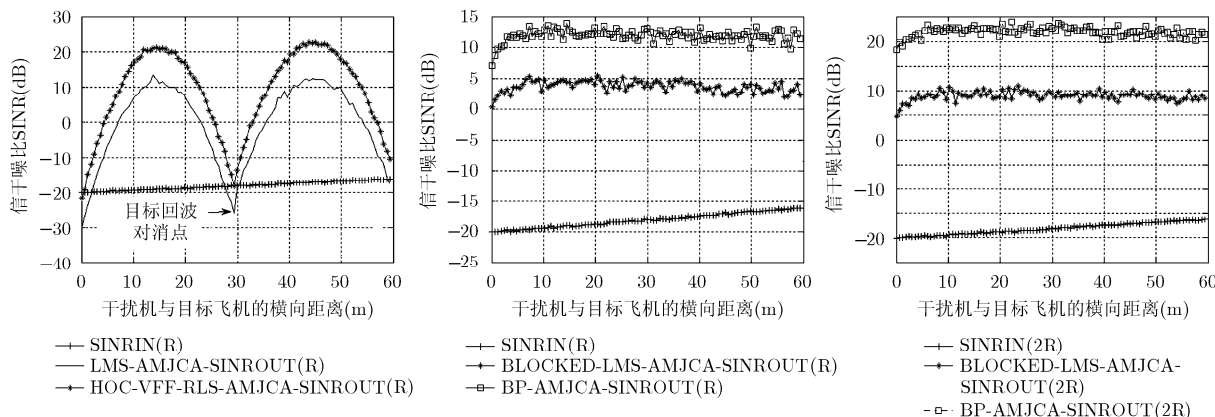 信干噪比SINR(dB)
40
30
20
10
0
−10
−20
−30
−40
目标回波
对消点
0 10 20 30 40 50 60
干扰机与目标飞机的横向距离(m)
SINRIN(R)
LMS-AMJCA-SINROUT(R)
HOC-VFF-RLS-AMJCA-SINROUT(R)
信干噪比SINR(dB)
15
10
5
0
−5
−10
−15
−20
−25
0 10 20 30 40 50 60
干扰机与目标飞机的横向距离(m)
SINRIN(R)
BLOCKED-LMS-AMJCA-SINROUT(R)
BP-AMJCA-SINROUT(R)
信干噪比SINR(dB)
20
10
0
−10
−20
0 10 20 30 40 50 60
干扰机与目标飞机的横向距离(m)
SINRIN(2R)
BLOCKED-LMS-AMJCA-
SINROUT(2R)
BP-AMJCA-SINROUT(2R)